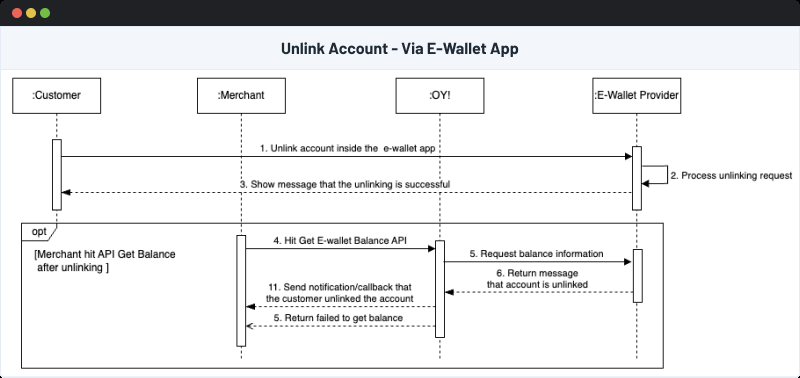 Unlink Account - Via E-Wallet App
:Customer
:Merchant
:OY!
:E-Wallet Provider
1. Unlink account inside the e-wallet app
2. Process unlinking request
3. Show message that the unlinking is successful
opt
[Merchant hit API Get Balance
after unlinking ]
4. Hit Get E-wallet Balance API
5. Request balance information
6. Return message
that account is unlinked
11. Send notification/callback that
the customer unlinked the account
5. Return failed to get balance